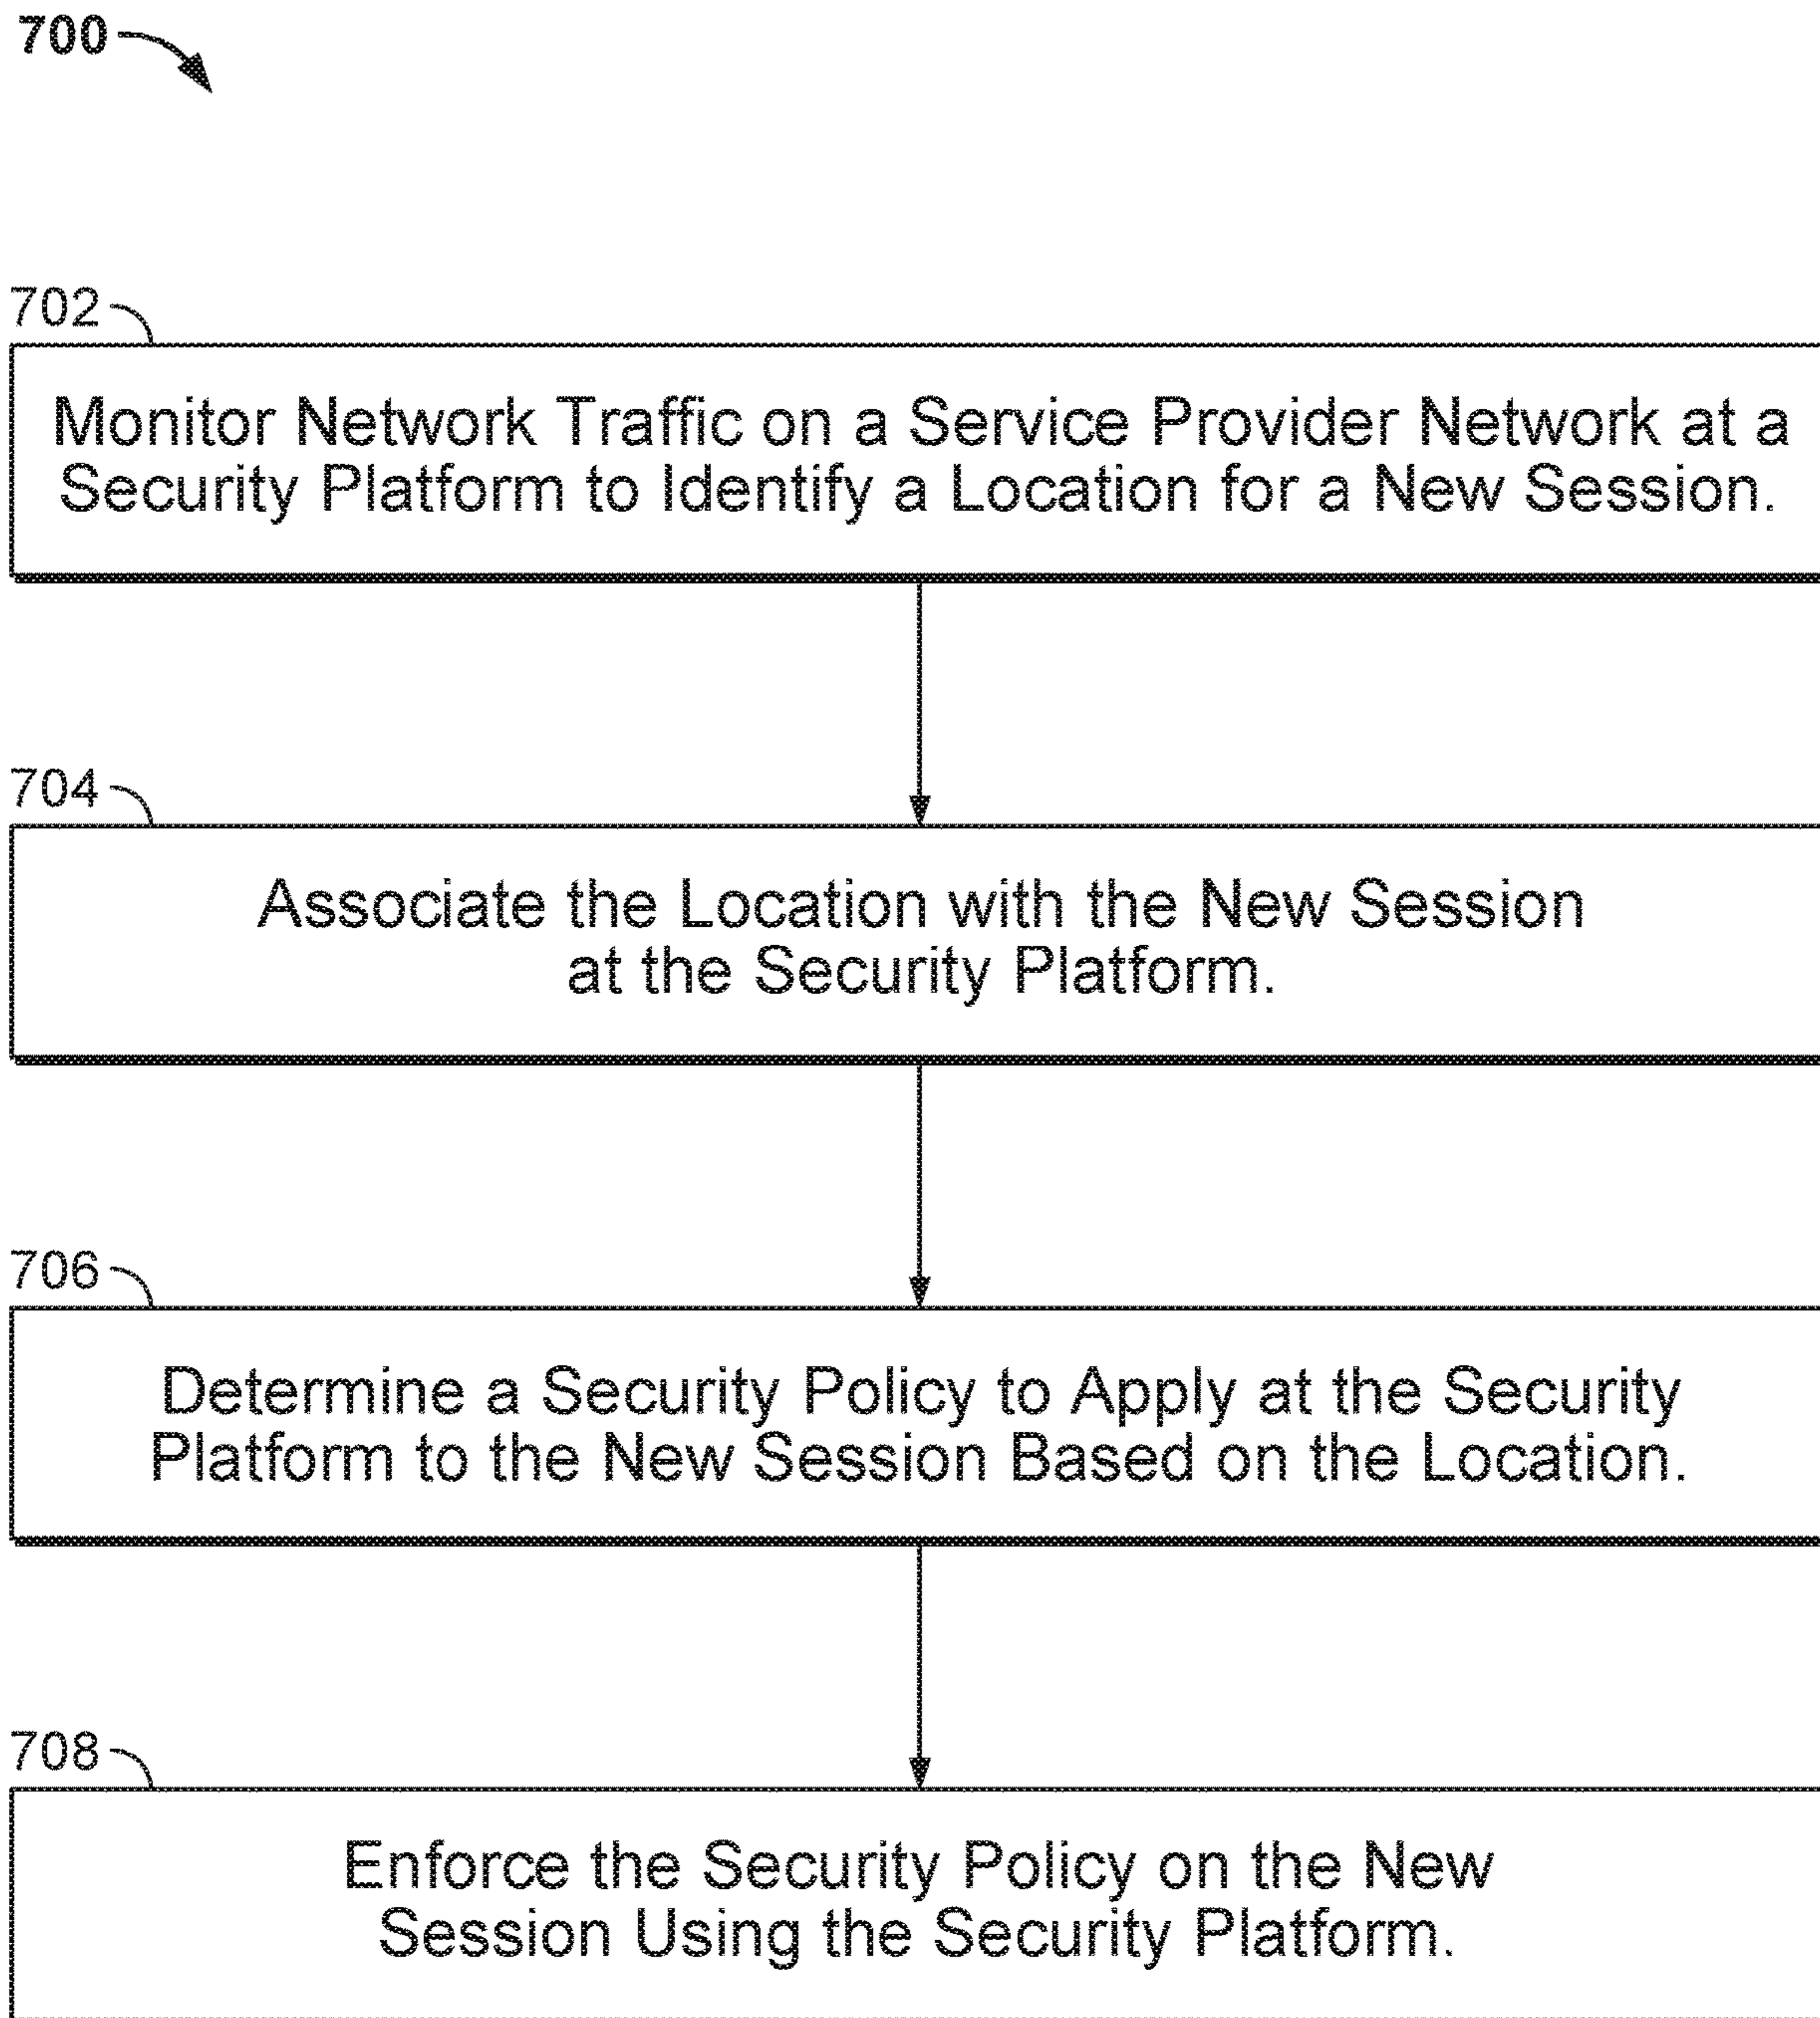 700
702
Monitor Network Traffic on a Service Provider Network at a
Security Platform to Identify a Location for a New Session.
704
Associate the Location with the New Session
at the Security Platform.
706
Determine a Security Policy to Apply at the Security
Platform to the New Session Based on the Location.
708
Enforce the Security Policy on the New
Session Using the Security Platform.